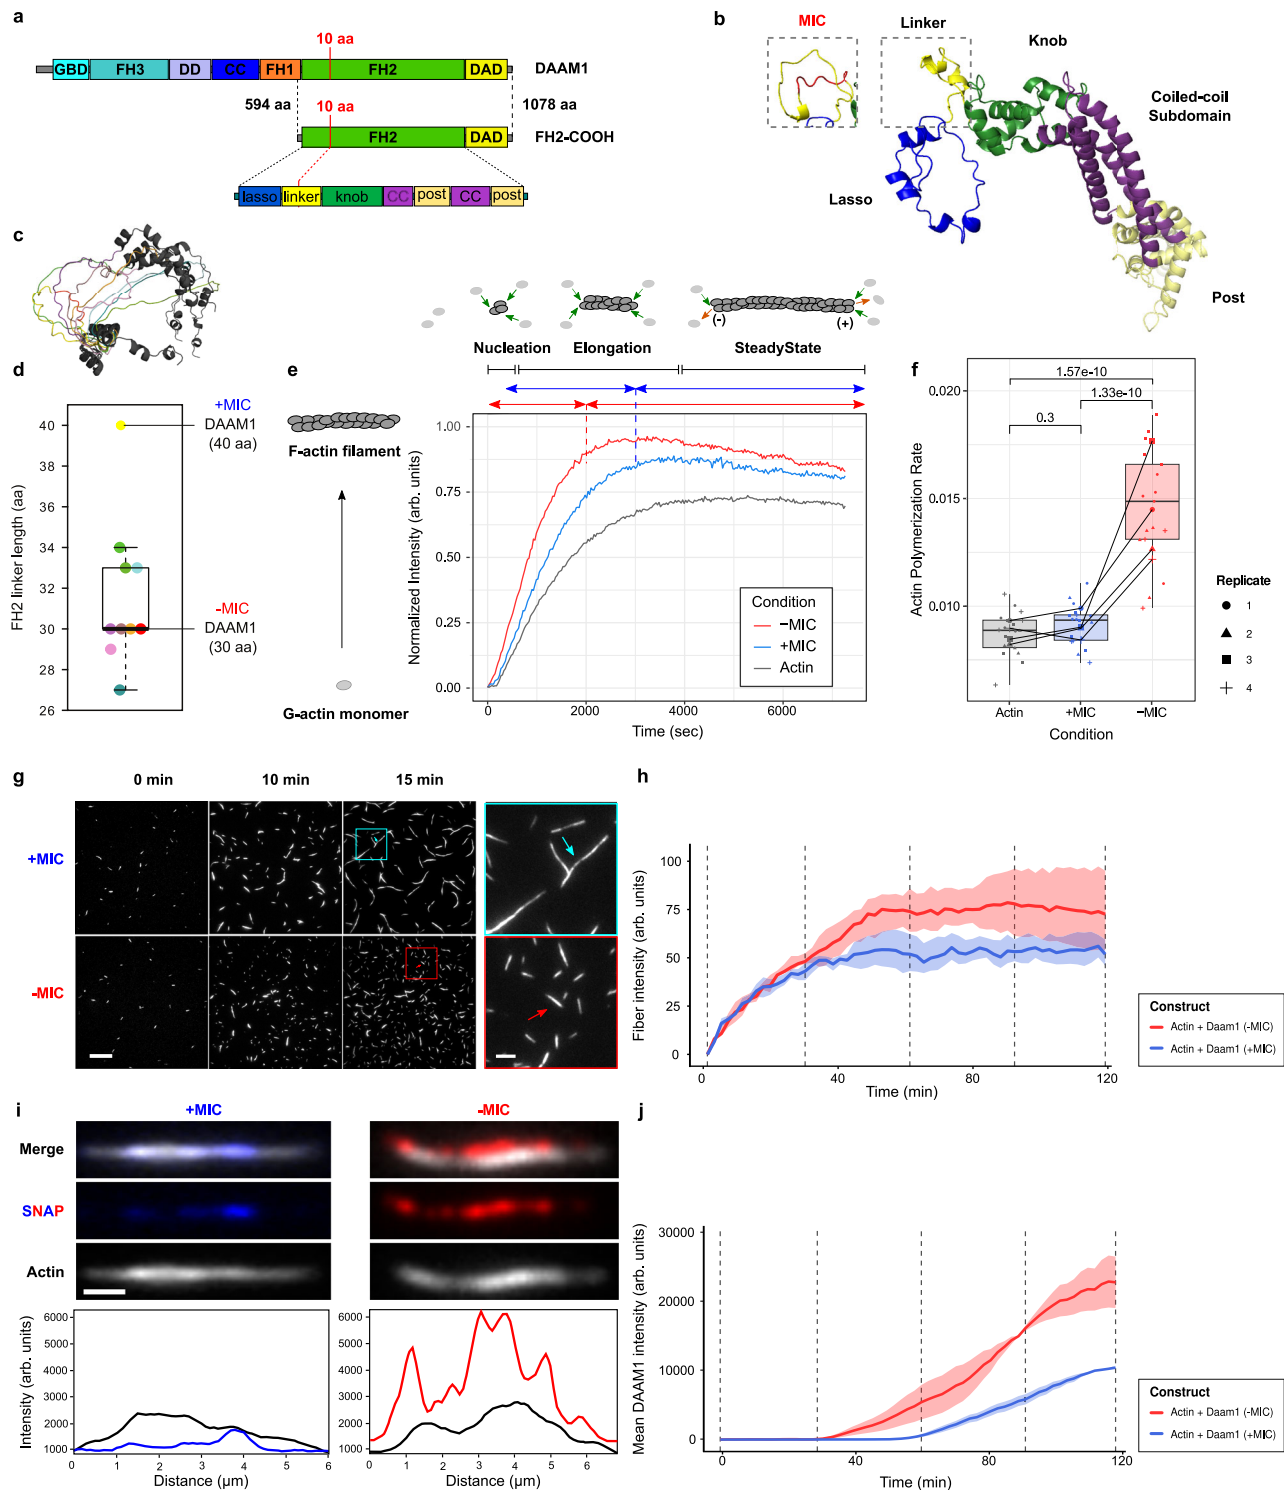 a
10 aa
GBD FH3 DD CC FH1 FH2 DAD DAAM1
594 aa 10 aa 1078 aa
FH2 DAD FH2-COOH
lasso linker knob CC post CC post
b
MIC Linker
Knob
Coiled-coil
Subdomain
Lasso
Post
c
d
FH2 linker length (aa)
40
38
36
34
32
30
28
26
+MIC
DAAM1
(40 aa)
-MIC
DAAM1
(30 aa)
e
(-) (+)
Nucleation Elongation SteadyState
F-actin filament
G-actin monomer
Normalized Intensity (arb. units)
1.00
0.75
0.50
0.25
0.00
Condition
−MIC
+MIC
Actin
0 2000 4000 6000
Time (sec)
f
Actin Polymerization Rate
0.020
0.015
0.010
1.57e-10
1.33e-10
0.3
Actin +MIC −MIC
Condition
Replicate
1
2
3
4
g
0 min 10 min 15 min
+MIC
-MIC
h
Fiber intensity (arb. units)
100
75
50
25
0
0 40 80 120
Time (min)
Construct
Actin + Daam1 (-MIC)
Actin + Daam1 (+MIC)
i
+MIC -MIC
Merge
SNAP
Actin
Intensity (arb. units)
6000
5000
4000
3000
2000
1000
0 1 2 3 4 5 6
Distance (µm)
6000
5000
4000
3000
2000
1000
0 1 2 3 4 5 6
Distance (µm)
j
Mean DAAM1 intensity (arb. units)
30000
20000
10000
0
0 40 80 120
Time (min)
Construct
Actin + Daam1 (-MIC)
Actin + Daam1 (+MIC)